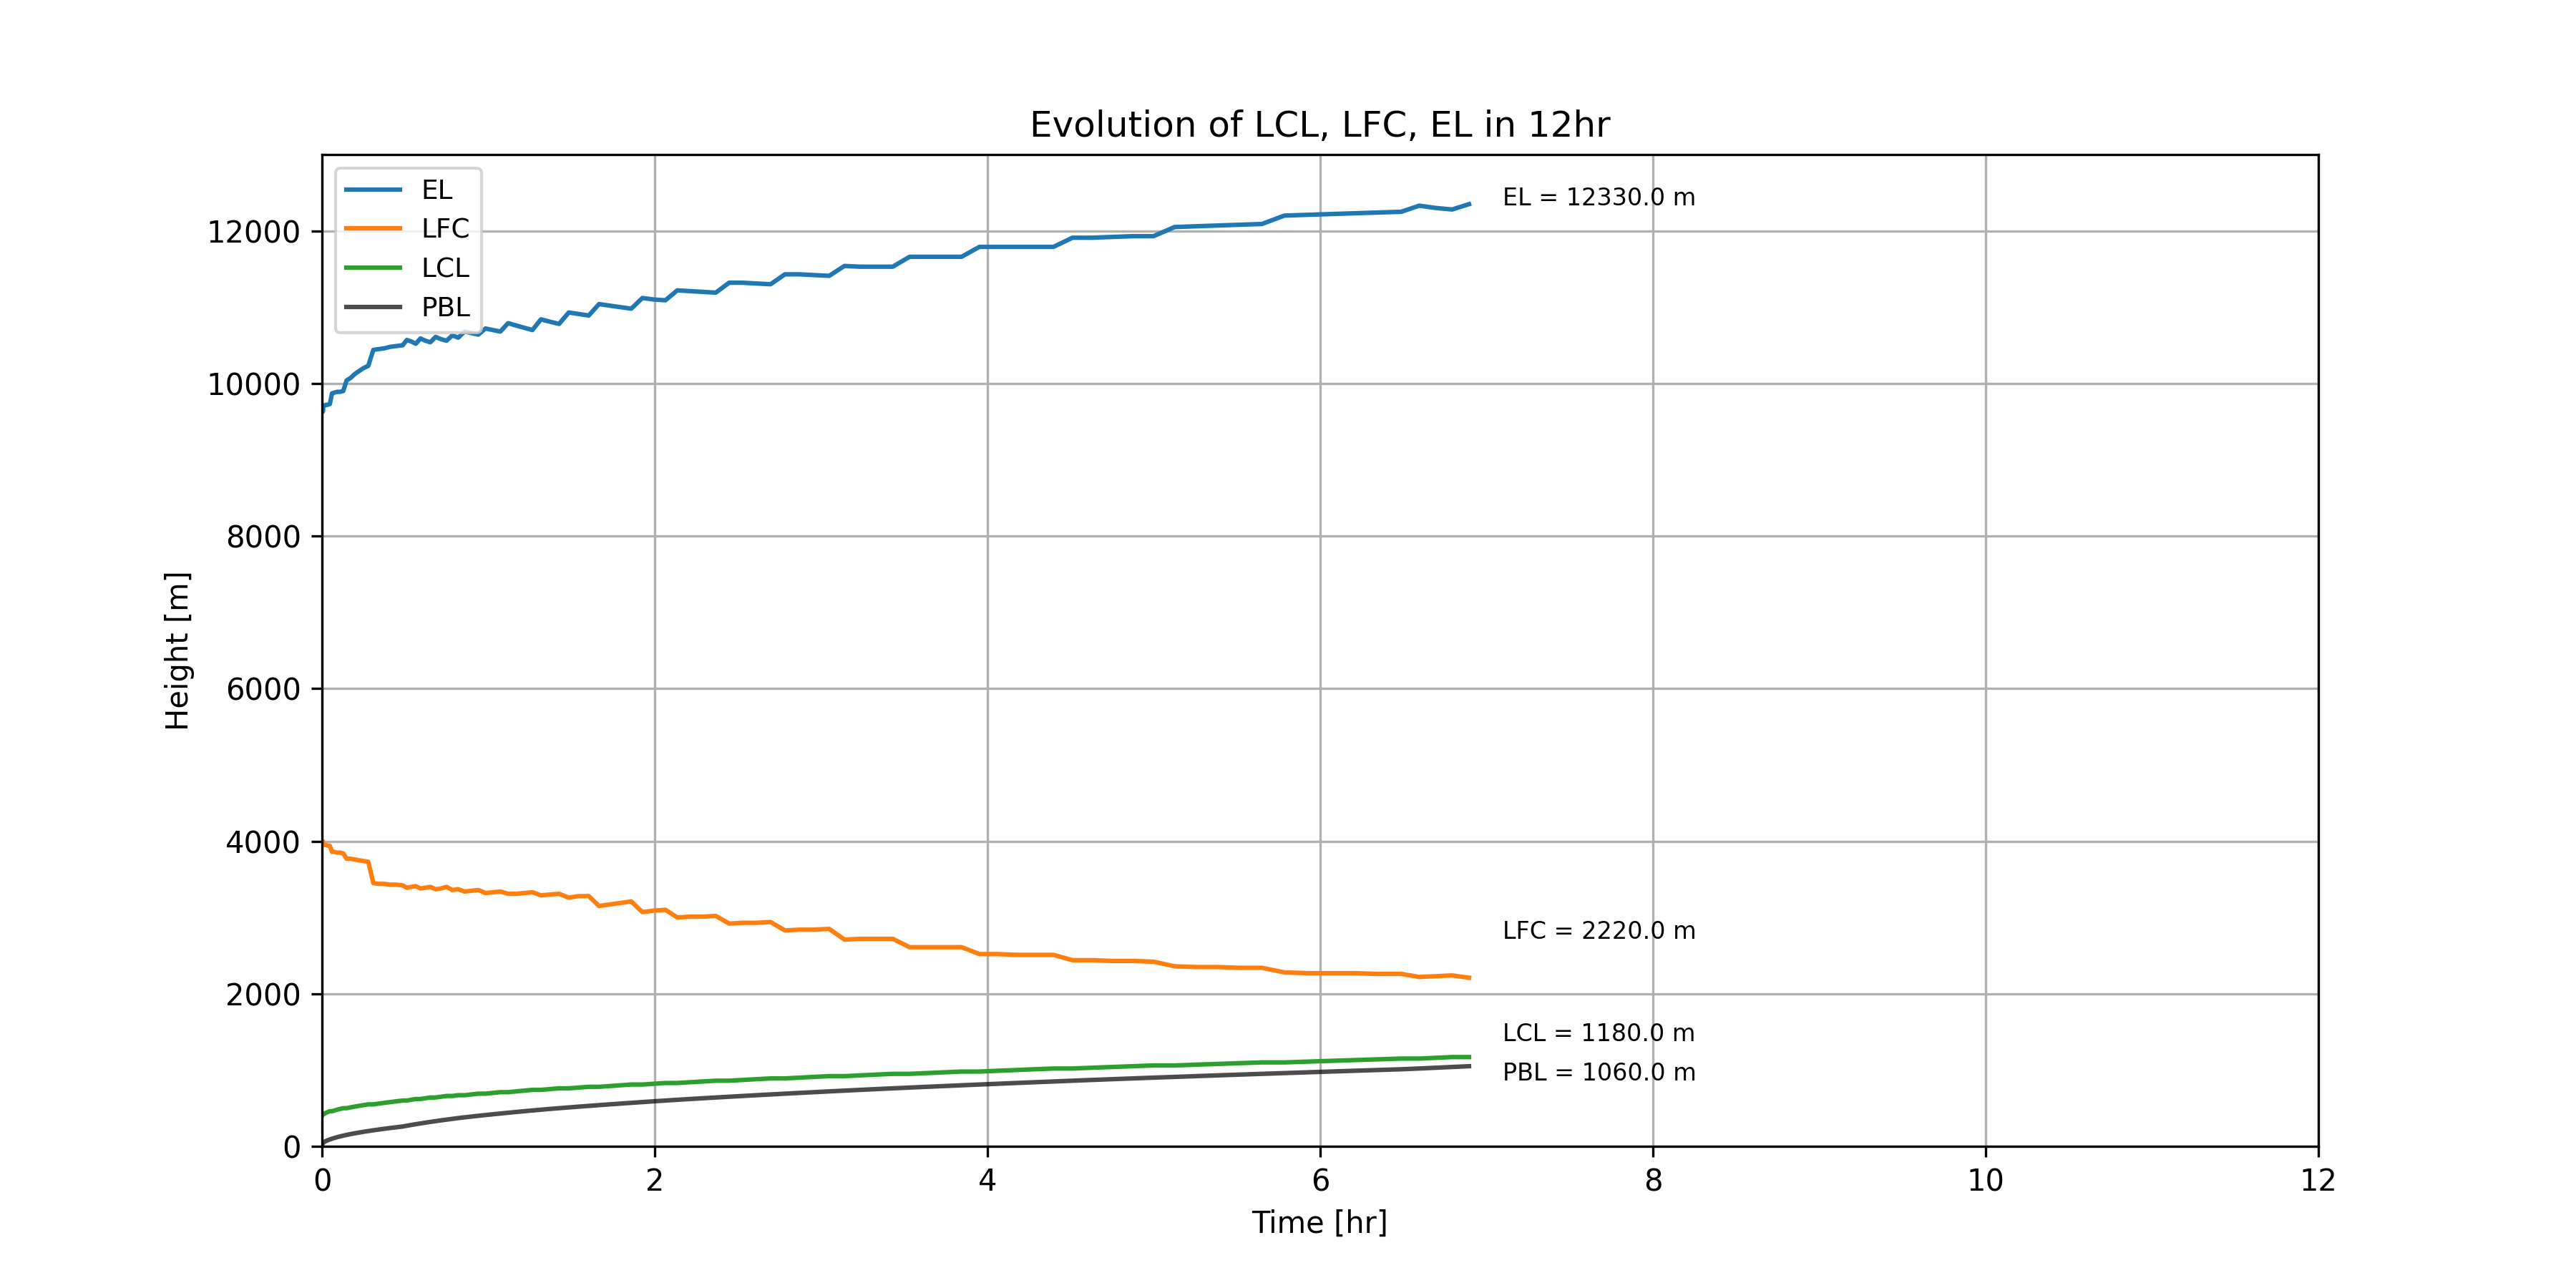 Evolution of LCL, LFC, EL in 12hr
EL
LFC
LCL
PBL
EL = 12330.0 m
LFC = 2220.0 m
LCL = 1180.0 m
PBL = 1060.0 m
Height [m]
12000
10000
8000
6000
4000
2000
0
0 2 4 6 8 10 12
Time [hr]